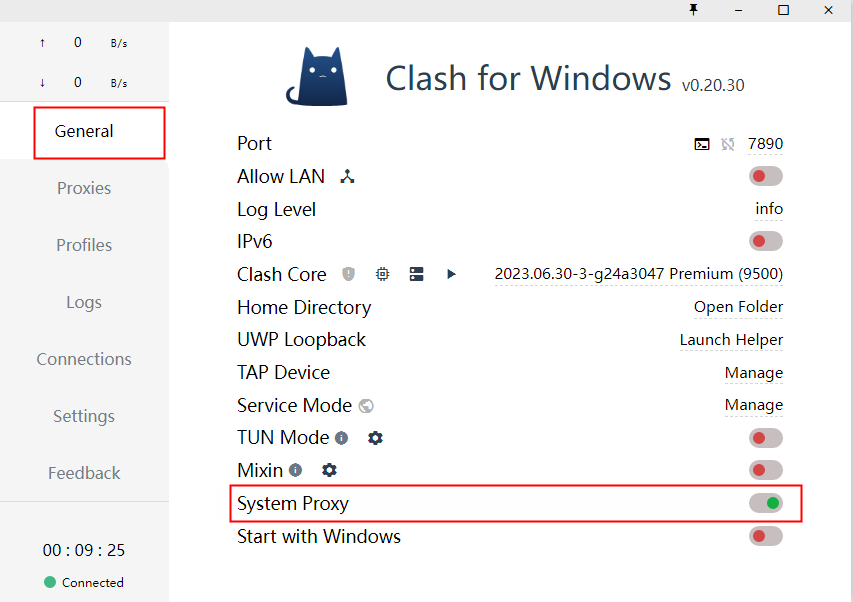 ↑ 0 B/s
↓ 0 B/s
General
Proxies
Profiles
Logs
Connections
Settings
Feedback
00 : 09 : 25
Connected
Clash for Windows v0.20.30
Port 7890
Allow LAN
Log Level info
IPv6
Clash Core 2023.06.30-3-g24a3047 Premium (9500)
Home Directory Open Folder
UWP Loopback Launch Helper
TAP Device Manage
Service Mode Manage
TUN Mode
Mixin
System Proxy
Start with Windows